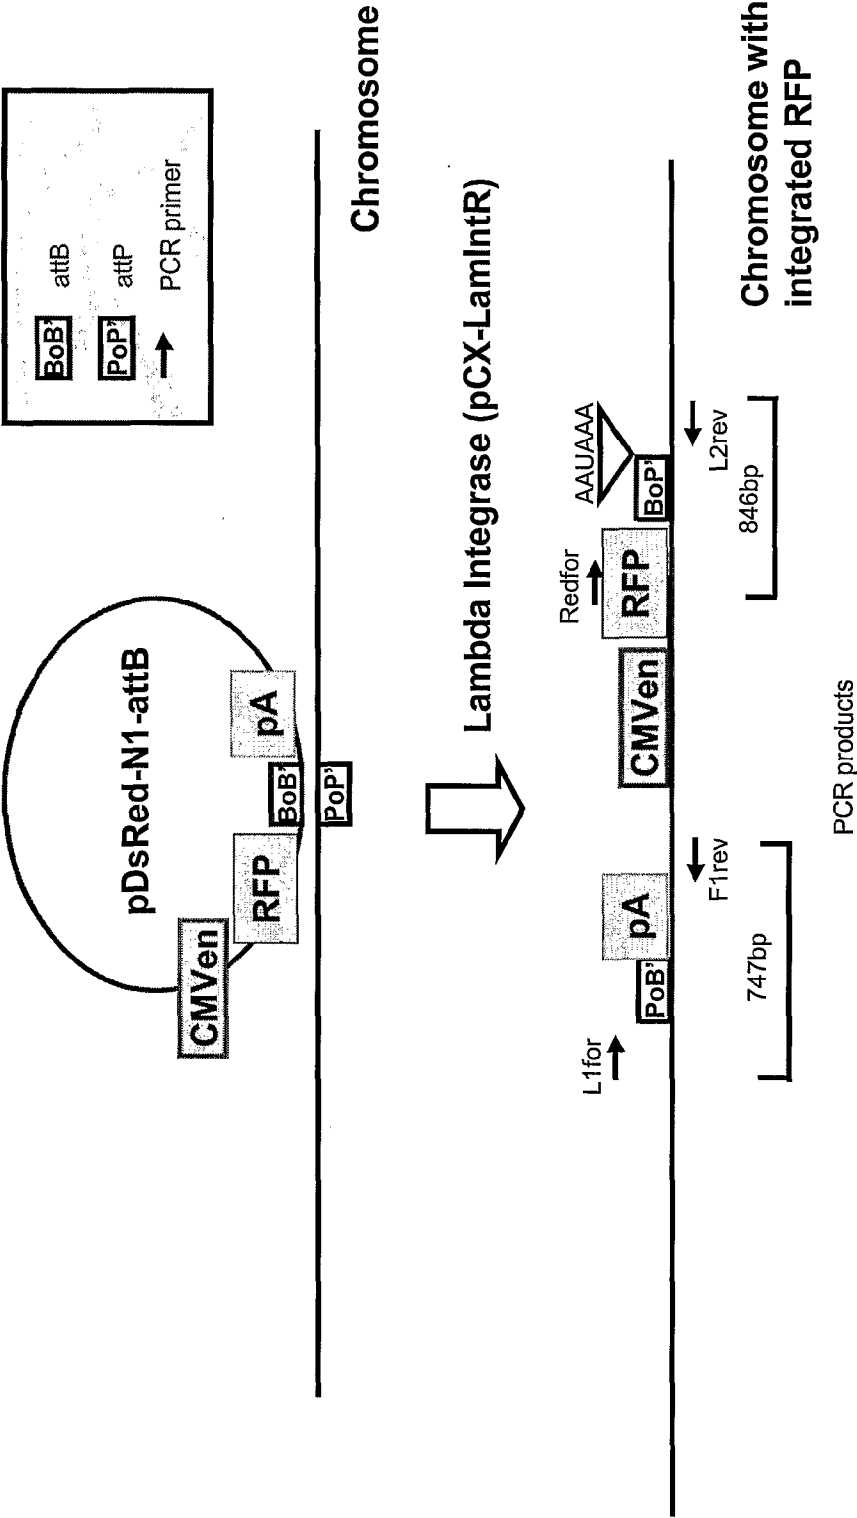 BoB' attB
PoP' attP
PCR primer
pDsRed-N1-attB
CMVen
RFP
BoB'
pA
PoP'
Chromosome
Lambda Integrase (pCX-LamIntR)
L1for
PoB'
pA
F1rev
CMVen
Redfor
RFP
AAUAAA
BoP'
L2rev
747bp
846bp
PCR products
Chromosome with
integrated RFP